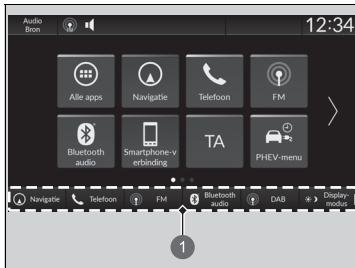 Audio
Bron
12:34
Alle apps
Navigatie
Telefoon
FM
Bluetooth
audio
Smartphone-v
erbinding
TA
PHEV-menu
Navigatie
Telefoon
FM
Bluetooth
audio
DAB
Display-
modus
1